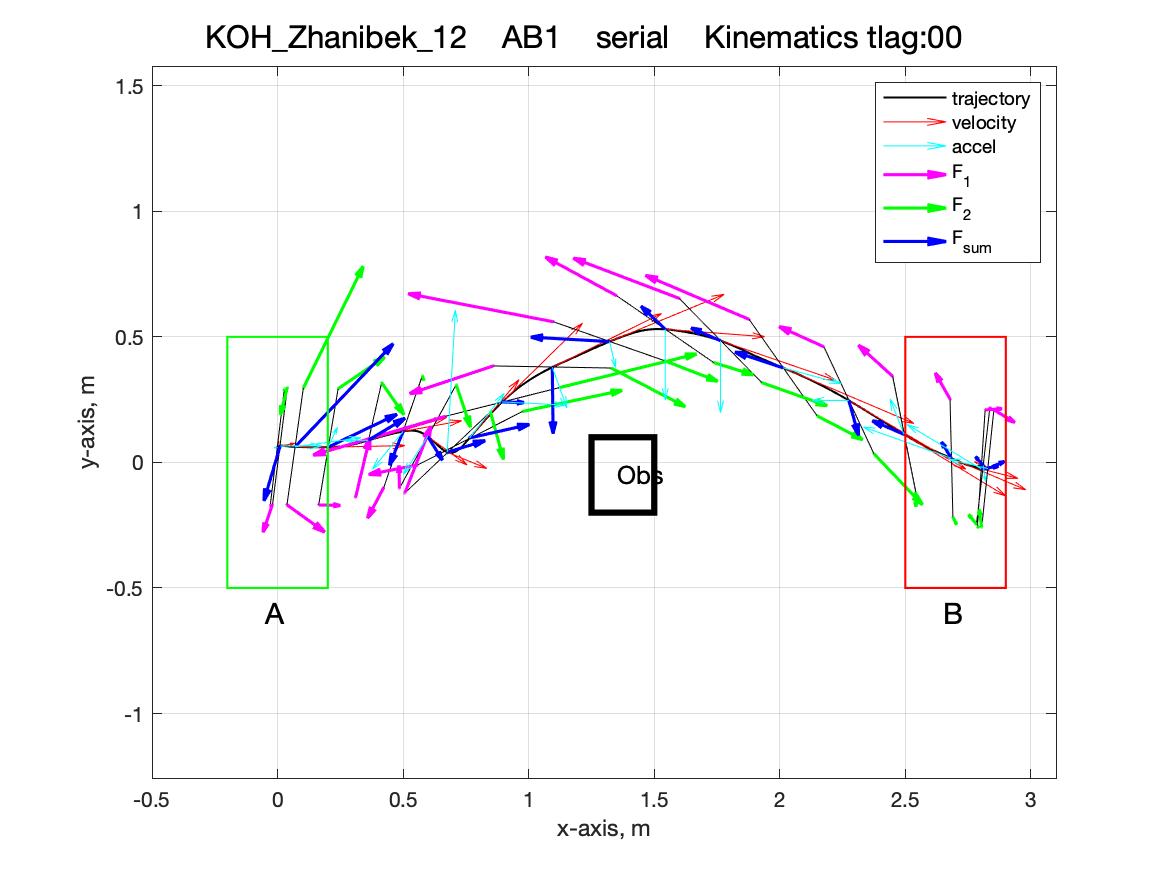 KOH_Zhanibek_12 AB1 serial Kinematics tlag:00
1.5
1
0.5
0
-0.5
-1
y-axis, m
trajectory
velocity
accel
F1
F2
Fsum
Obs
A
B
-0.5 0 0.5 1 1.5 2 2.5 3
x-axis, m